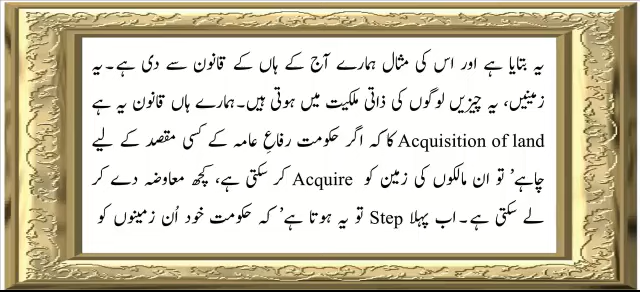 یہ بتایا ہے اور اس کی مثال ہمارے آج کے ہاں کے قانون سے دی ہے۔ یہ
زمینیں، یہ چیزیں لوگوں کی ذاتی ملکیت میں ہوتی ہیں۔ہمارے ہاں قانون یہ ہے
Acquisition of land کا کہ اگر حکومت رفاعِ عامہ کے کسی مقصد کے لیے
چاہے’ تو ان مالکوں کی زمین کو Acquire کر سکتی ہے، کچھ معاوضہ دے کر
لے سکتی ہے۔ اب پہلا Step تو یہ ہوتا ہے’ کہ حکومت خود اُن زمینوں کو